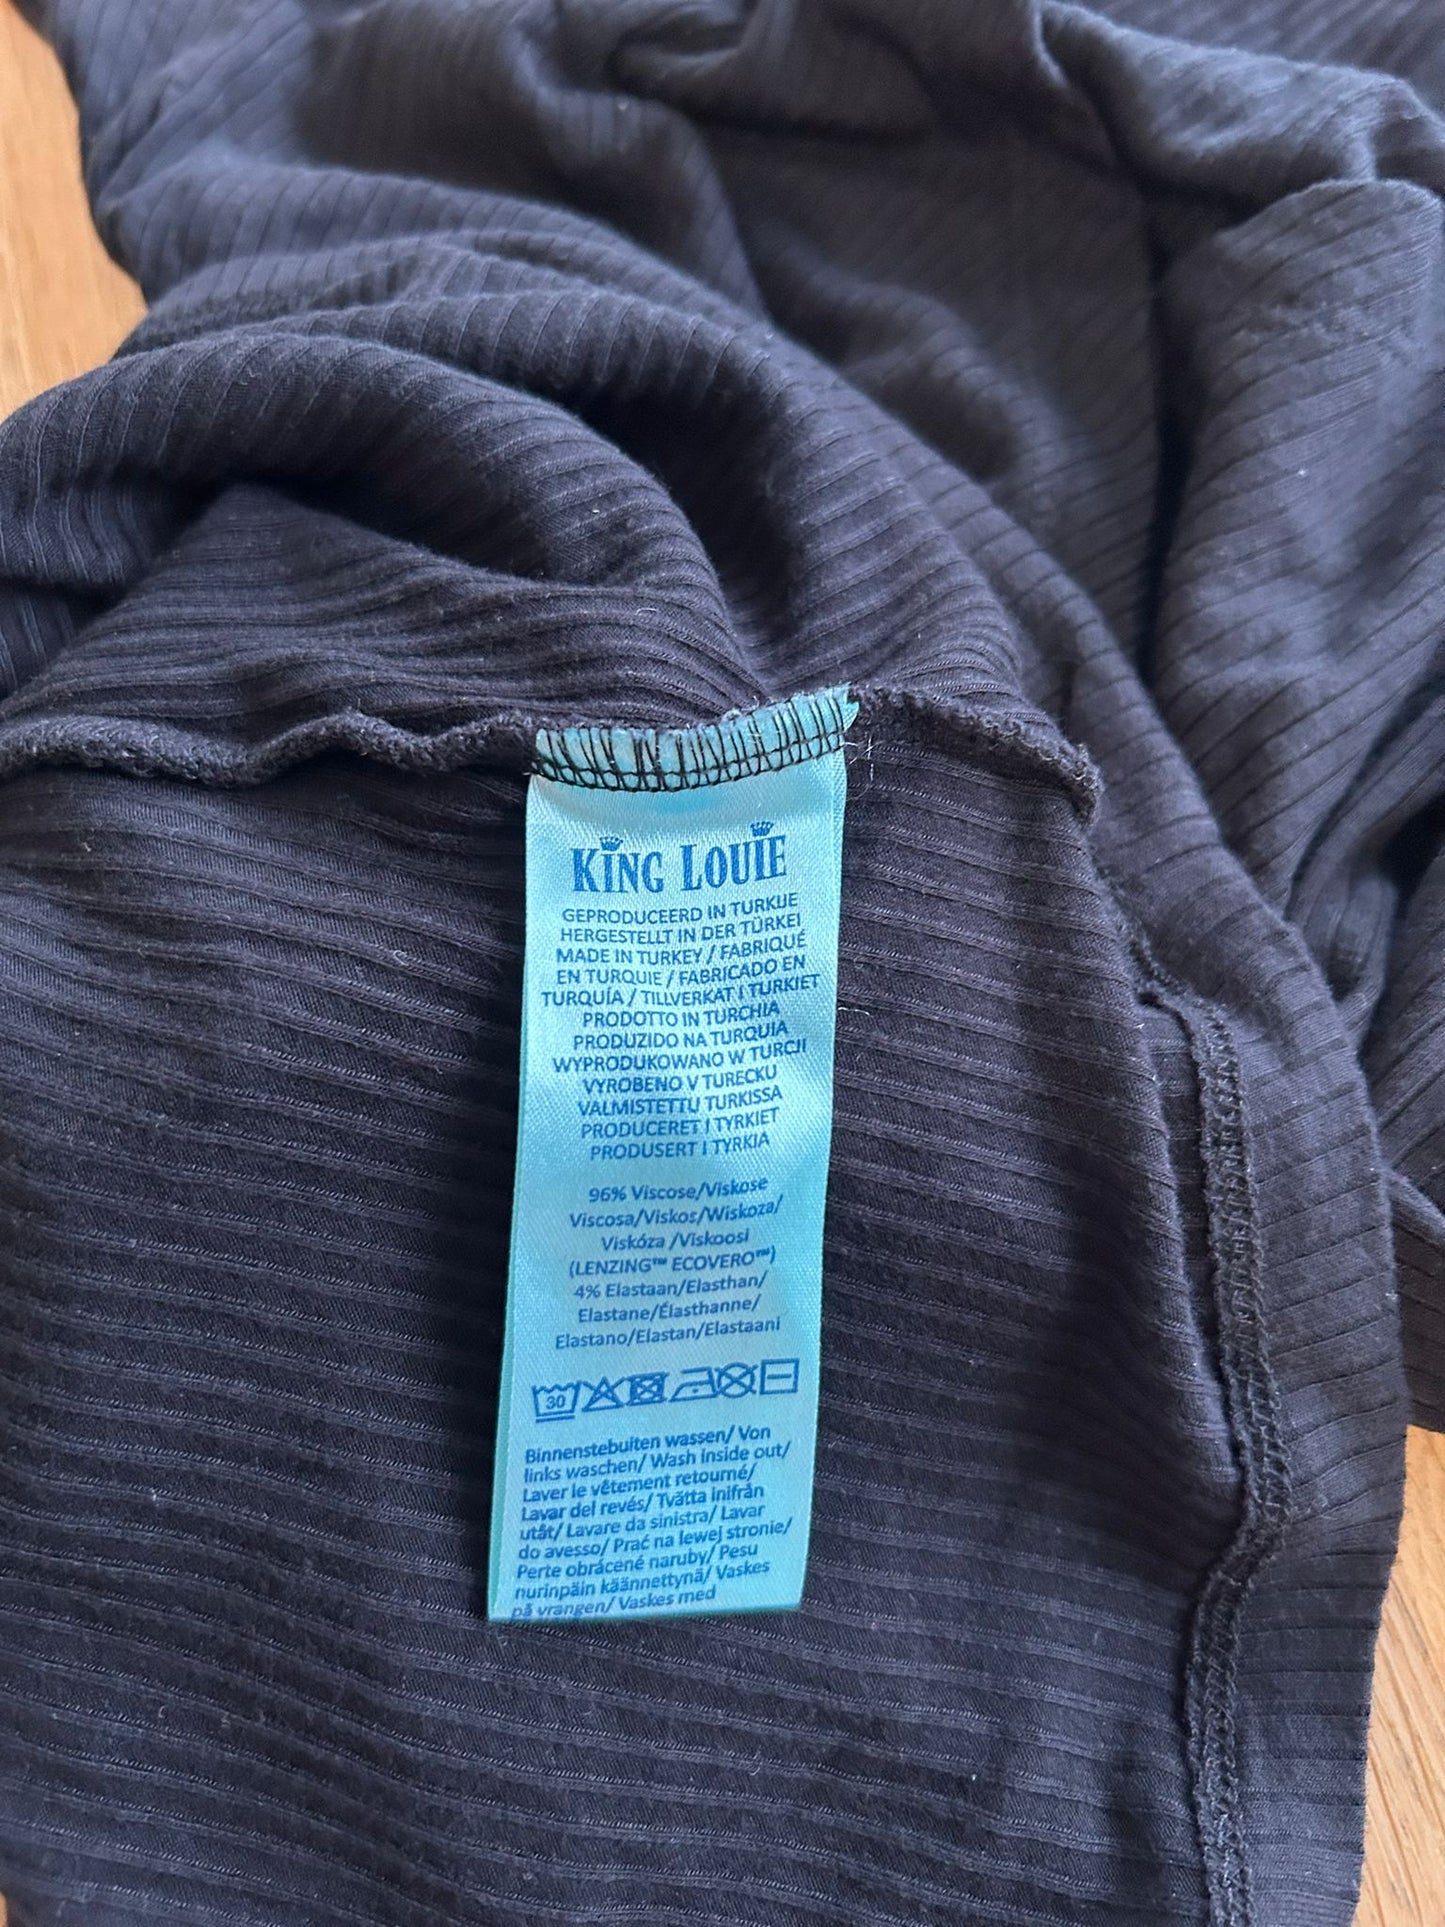 KING LOUIE
GEPRODUCEERD IN TURKIJE
HERGESTELLT IN DER TÜRKEI
MADE IN TURKEY / FABRIQUÉ
EN TURQUIE / FABRICADO EN
TURQUÍA / TILLVERKAT I TURKIET
PRODOTTO IN TURCHIA
PRODUZIDO NA TURQUIA
WYPRODUKOWANO W TURCJI
VYROBENO V TURECKU
VALMISTETTU TURKISSA
PRODUCERET I TYRKIET
PRODUSERT I TYRKIA
96% Viscose/Viskose
Viscosa/Viskos/Wiskoza/
Viskóza /Viskoosi
(LENZING™ ECOVERO™)
4% Elastaan/Elasthan/
Elastane/Élasthanne/
Elastano/Elastan/Elastaani
30
Binnenstebuiten wassen/ Von
links waschen/ Wash inside out/
Laver le vêtement retourné/
Lavar del revés/ Tvätta inifrån
utåt/ Lavare da sinistra/ Lavar
do avesso/ Prać na lewej stronie/
Perte obrácené naruby/ Pesu
nurinpäin käännettynä/ Vaskes
på vrangen/ Vaskes med